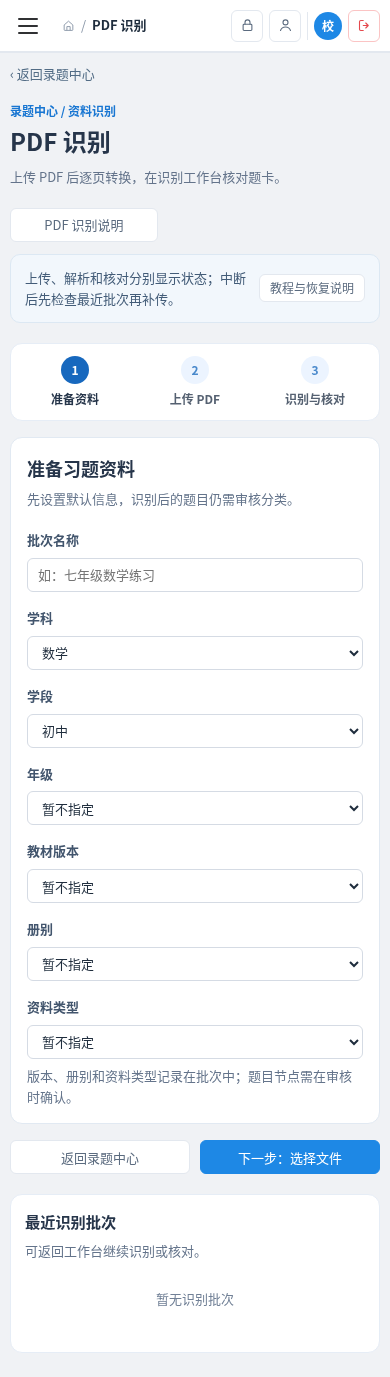 / PDF 识别
校
‹ 返回录题中心
录题中心 / 资料识别
PDF 识别
上传 PDF 后逐页转换，在识别工作台核对题卡。
PDF 识别说明
上传、解析和核对分别显示状态；中断
后先检查最近批次再补传。
教程与恢复说明
1
准备资料
2
上传 PDF
3
识别与核对
准备习题资料
先设置默认信息，识别后的题目仍需审核分类。
批次名称
如：七年级数学练习
学科
数学
学段
初中
年级
暂不指定
教材版本
暂不指定
册别
暂不指定
资料类型
暂不指定
版本、册别和资料类型记录在批次中；题目节点需在审核
时确认。
返回录题中心
下一步：选择文件
最近识别批次
可返回工作台继续识别或核对。
暂无识别批次